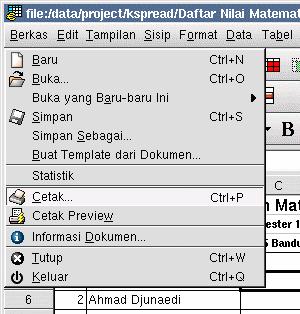 file:/data/project/kspread/Daftar Nilai Matemat
Berkas Edit Tampilan Sisip Format Data Tabel
Baru Ctrl+N
Buka... Ctrl+O
Buka yang Baru-baru Ini
Simpan Ctrl+S
Simpan Sebagai...
Buat Template dari Dokumen...
Statistik
Cetak... Ctrl+P
Cetak Preview
Informasi Dokumen...
Tutup Ctrl+W
Keluar Ctrl+Q
B
C
n Mat
ester 1
5 Bandu
6 2 Ahmad Djunaedi